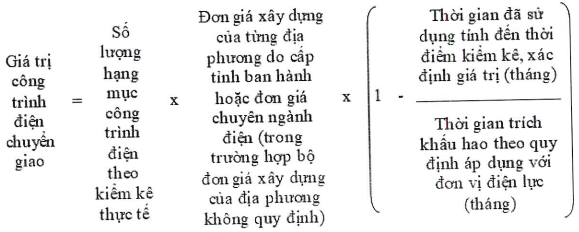 Giá trị
công
trình
điện
chuyển
giao
=
Số
lượng
hạng
mục
công
trình
điện
theo
kiểm kê
thực tế
x
Đơn giá xây dựng
của từng địa
phương do cấp
tỉnh ban hành
hoặc đơn giá
chuyên ngành
điện (trong
trường hợp bộ
đơn giá xây dựng
của địa phương
không quy định)
x
1 -
Thời gian đã sử
dụng tính đến thời
điểm kiểm kê, xác
định giá trị (tháng)
Thời gian trích
khấu hao theo quy
định áp dụng với
đơn vị điện lực
(tháng)